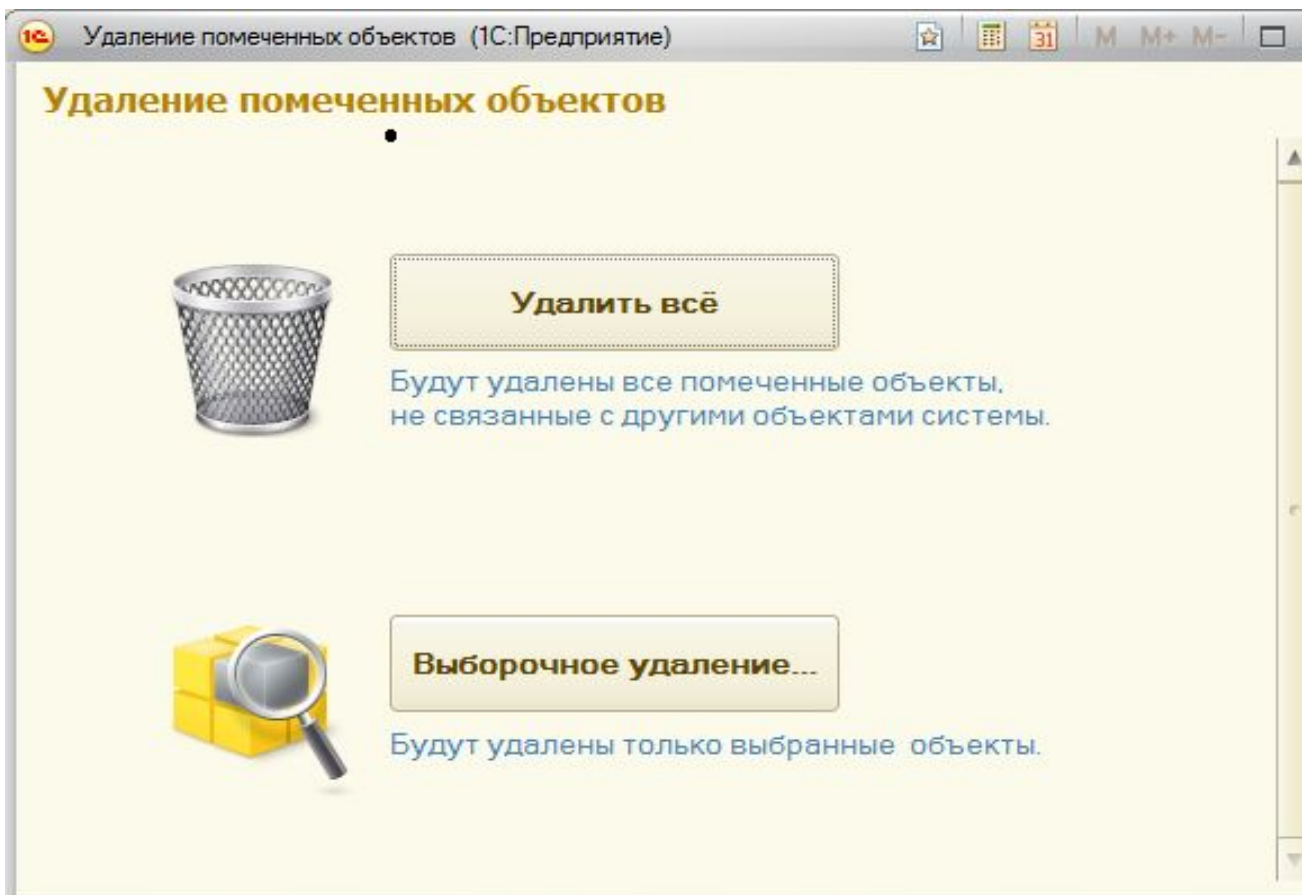 1С Удаление помеченных объектов (1С:Предприятие) 31 M M+ M-
Удаление помеченных объектов
Удалить всё
Будут удалены все помеченные объекты,
не связанные с другими объектами системы.
Выборочное удаление...
Будут удалены только выбранные объекты.